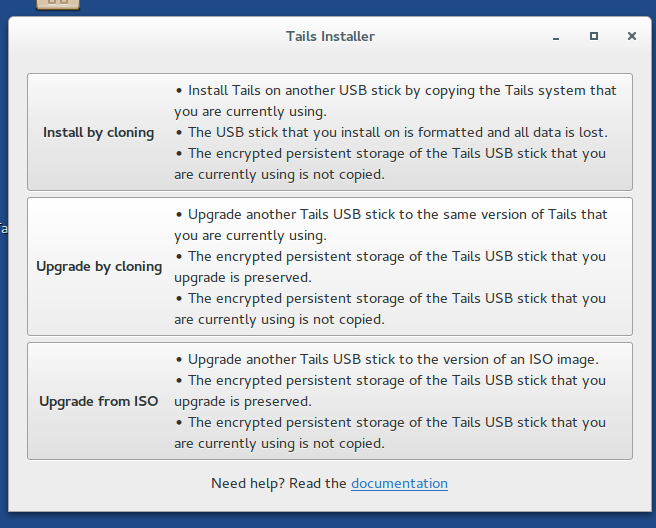 Tails Installer
Install by cloning
• Install Tails on another USB stick by copying the Tails system that
you are currently using.
• The USB stick that you install on is formatted and all data is lost.
• The encrypted persistent storage of the Tails USB stick that you
are currently using is not copied.
Upgrade by cloning
• Upgrade another Tails USB stick to the same version of Tails that
you are currently using.
• The encrypted persistent storage of the Tails USB stick that you
upgrade is preserved.
• The encrypted persistent storage of the Tails USB stick that you
are currently using is not copied.
Upgrade from ISO
• Upgrade another Tails USB stick to the version of an ISO image.
• The encrypted persistent storage of the Tails USB stick that you
upgrade is preserved.
• The encrypted persistent storage of the Tails USB stick that you
are currently using is not copied.
Need help? Read the documentation